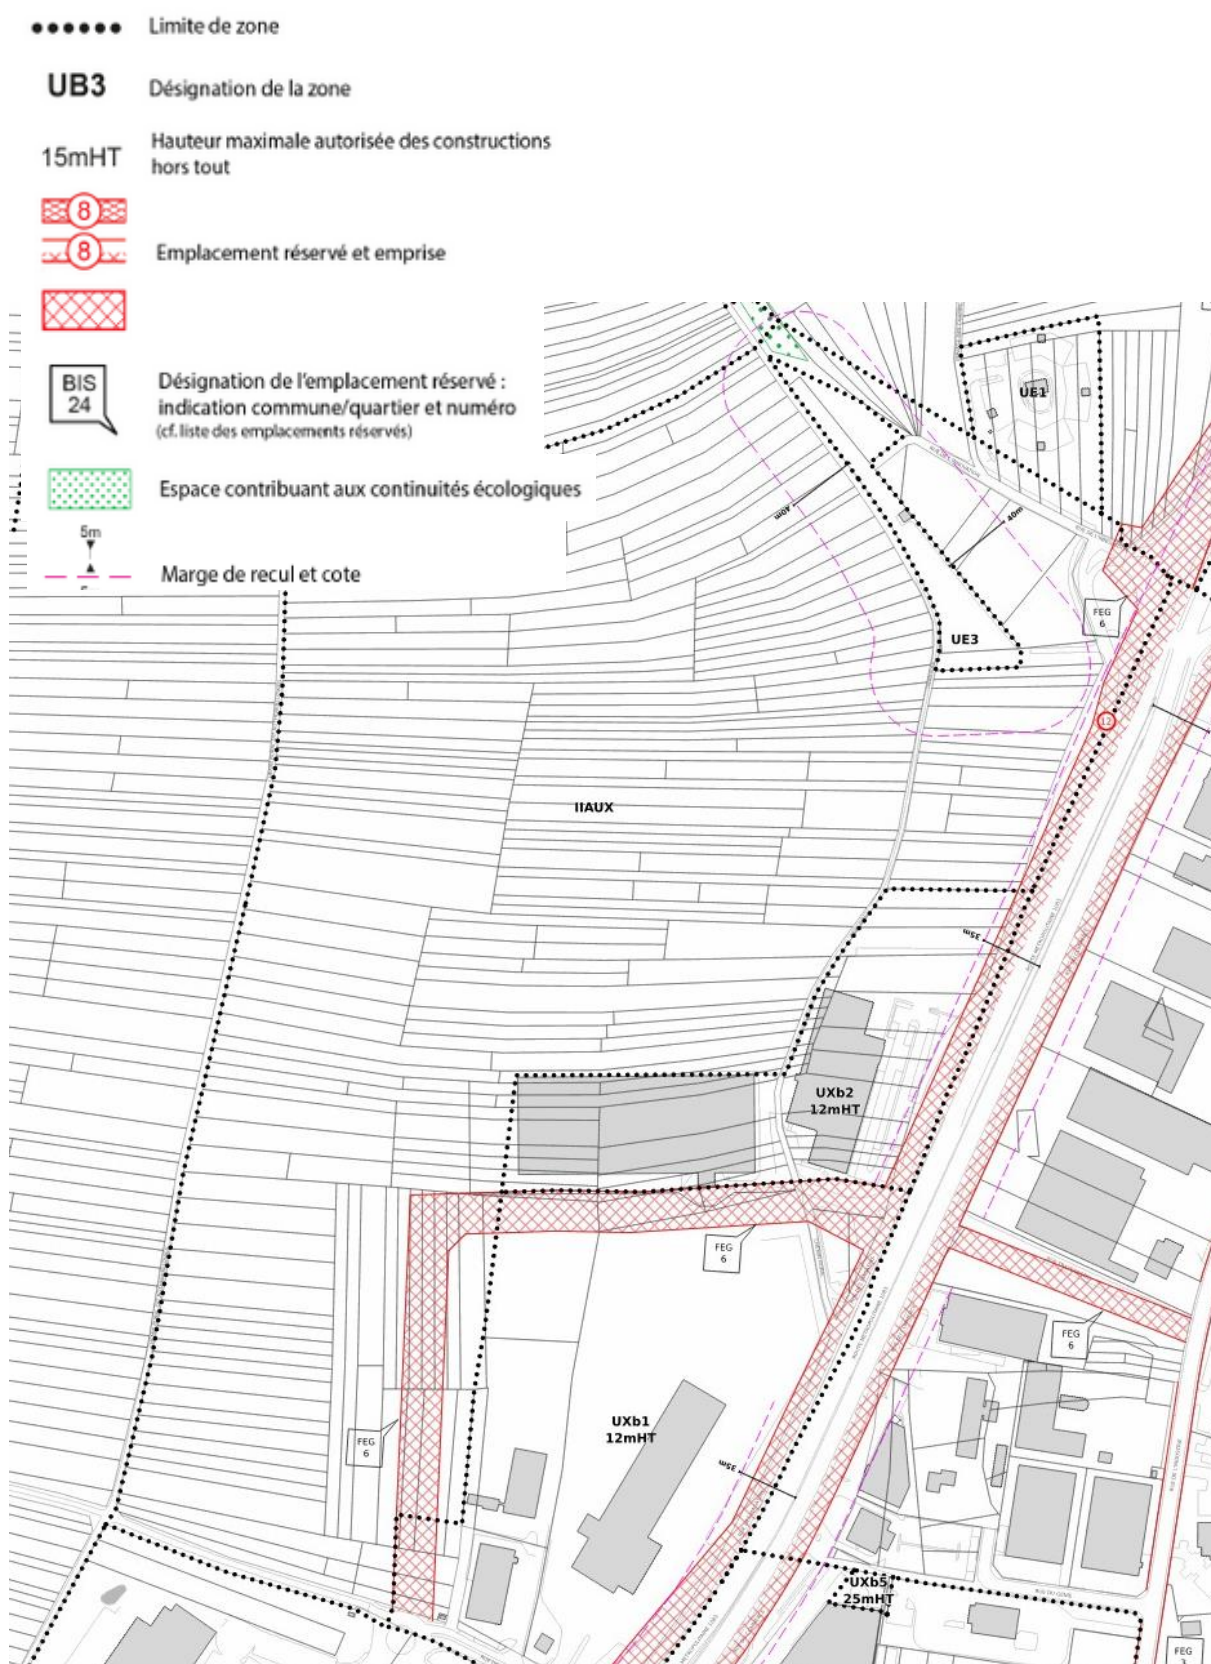 Limite de zone
UB3
Désignation de la zone
15mHT
Hauteur maximale autorisée des constructions
hors tout
8
8
Emplacement réservé et emprise
BIS
24
Désignation de l'emplacement réservé :
indication commune/quartier et numéro
(cf. liste des emplacements réservés)
Espace contribuant aux continuités écologiques
5m
Marge de recul et cote
UE1
40m
40m
FEG
6
UE3
12
IIAUX
35m
UXb2
12mHT
FEG
6
FEG
6
UXb1
12mHT
FEG
6
35m
UXb5
25mHT
RUE DU GENIE
FEG
3